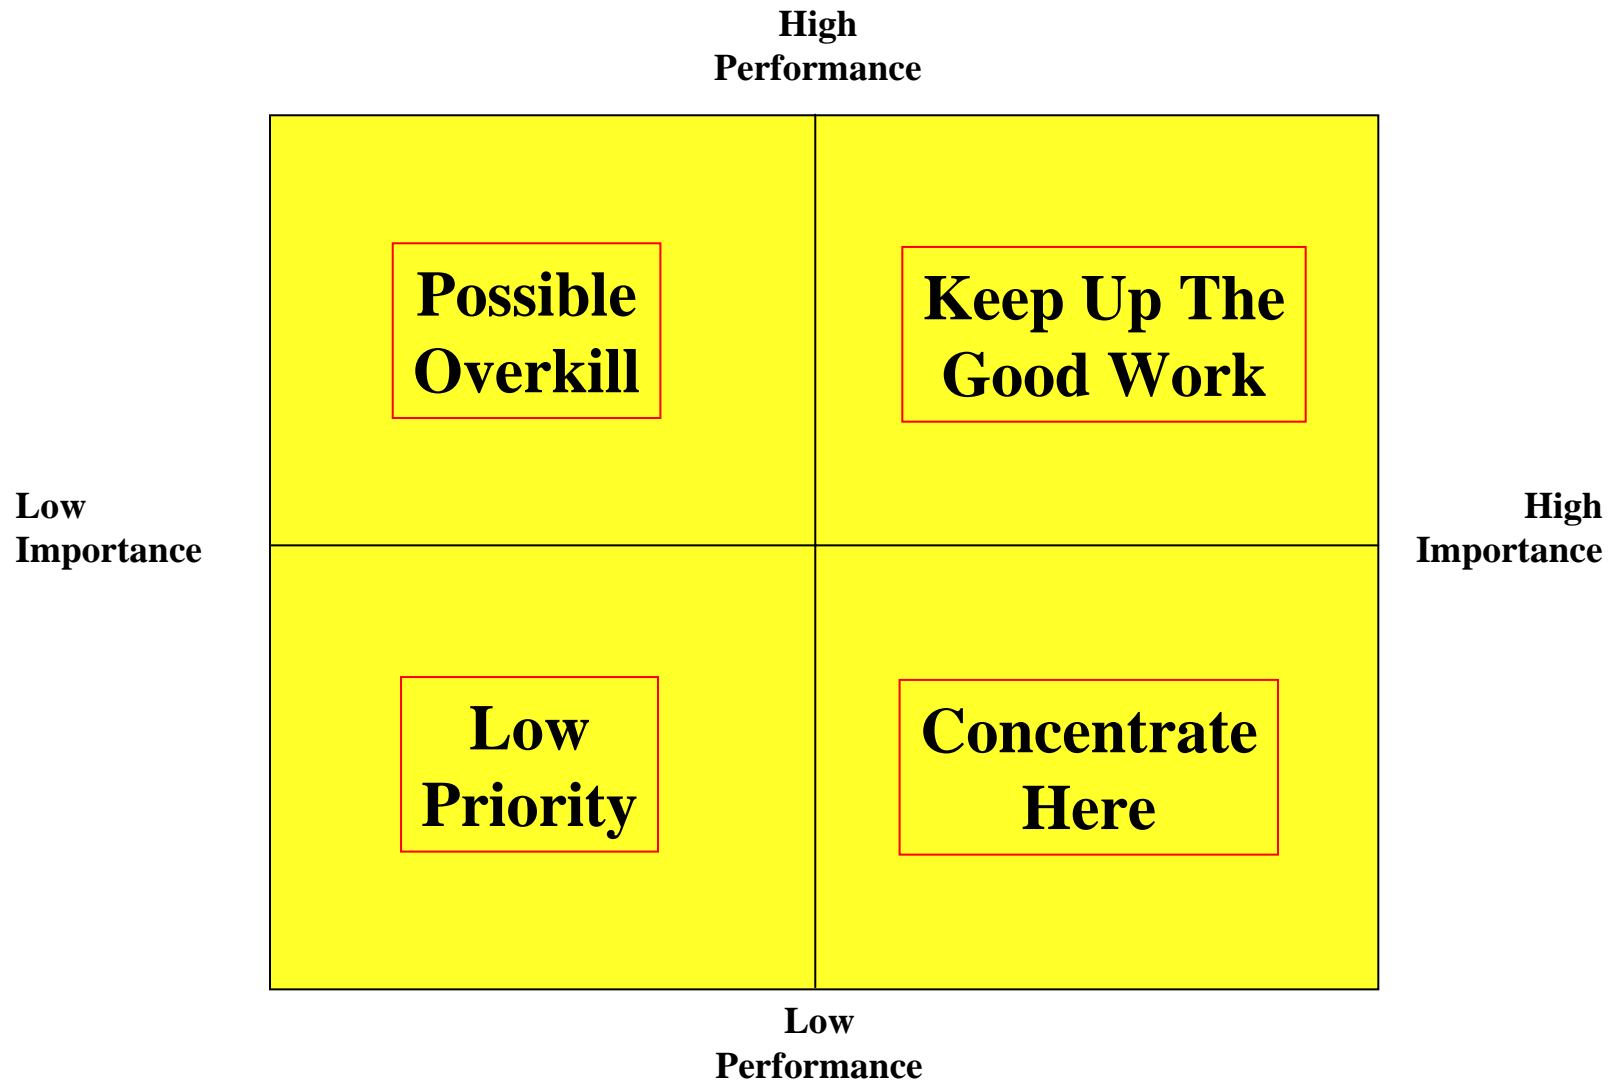 High
Performance
Possible
Overkill
Keep Up The
Good Work
Low
Importance
High
Importance
Low
Priority
Concentrate
Here
Low
Performance